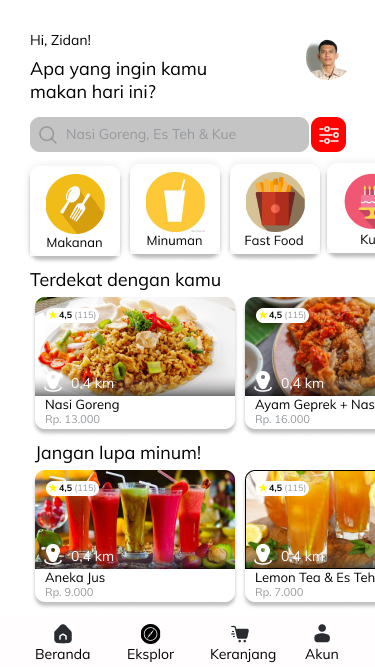 Hi, Zidan!
Apa yang ingin kamu
makan hari ini?
Nasi Goreng, Es Teh & Kue
Makanan
Minuman
Fast Food
Ku
Terdekat dengan kamu
4,5 (115)
0,4 km
Nasi Goreng
Rp. 13.000
4,5 (115)
0,4 km
Ayam Geprek + Nas
Rp. 16.000
Jangan lupa minum!
4,5 (115)
0,4 km
Aneka Jus
Rp. 9.000
4,5 (115)
0,4 km
Lemon Tea & Es Teh
Rp. 7.000
Beranda
Eksplor
Keranjang
Akun